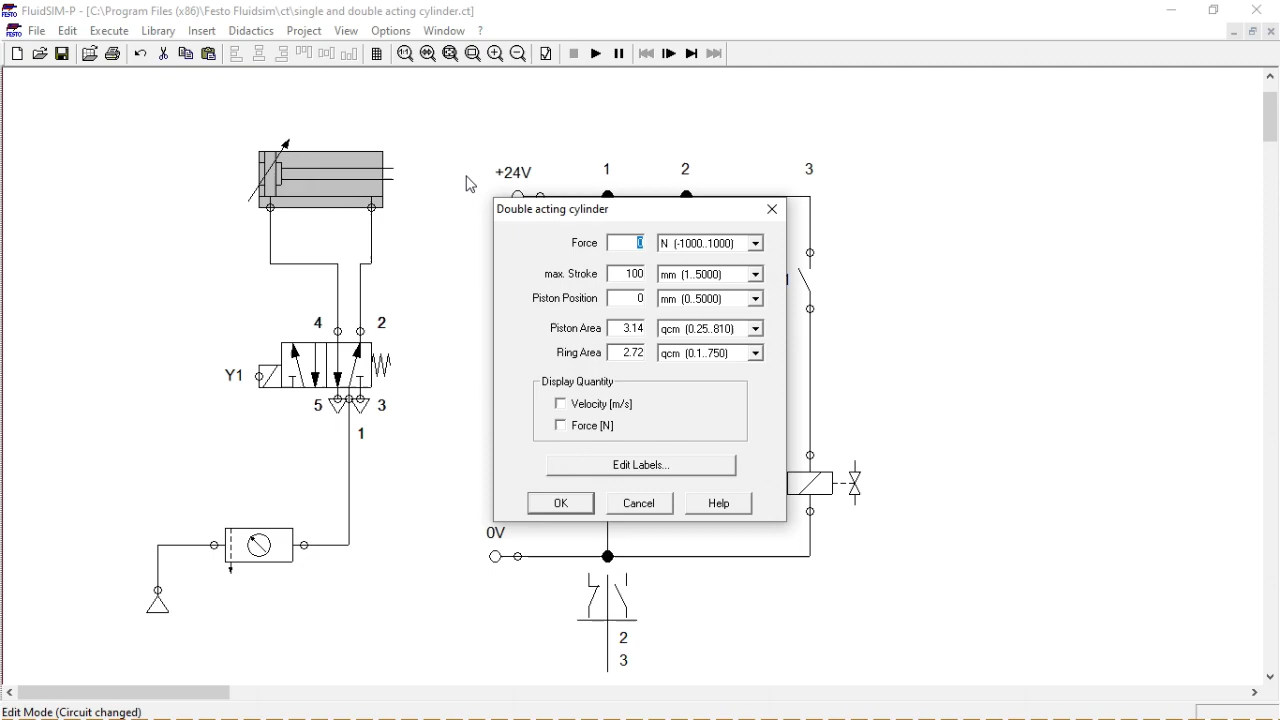 FESTO FluidSIM-P - [C:\Program Files (x86)\Festo Fluidsim\ct\single and double acting cylinder.ct]
FESTO File Edit Execute Library Insert Didactics Project View Options Window ?
+24V 1 2 3
Double acting cylinder
Force 0 N (-1000..1000)
max. Stroke 100 mm (1..5000)
Piston Position 0 mm (0..5000)
Piston Area 3.14 qcm (0.25..810)
Ring Area 2.72 qcm (0.1..750)
Display Quantity
Velocity [m/s]
Force [N]
Edit Labels...
OK Cancel Help
4 2
Y1
5 3
1
0V
2
3
Edit Mode (Circuit changed)